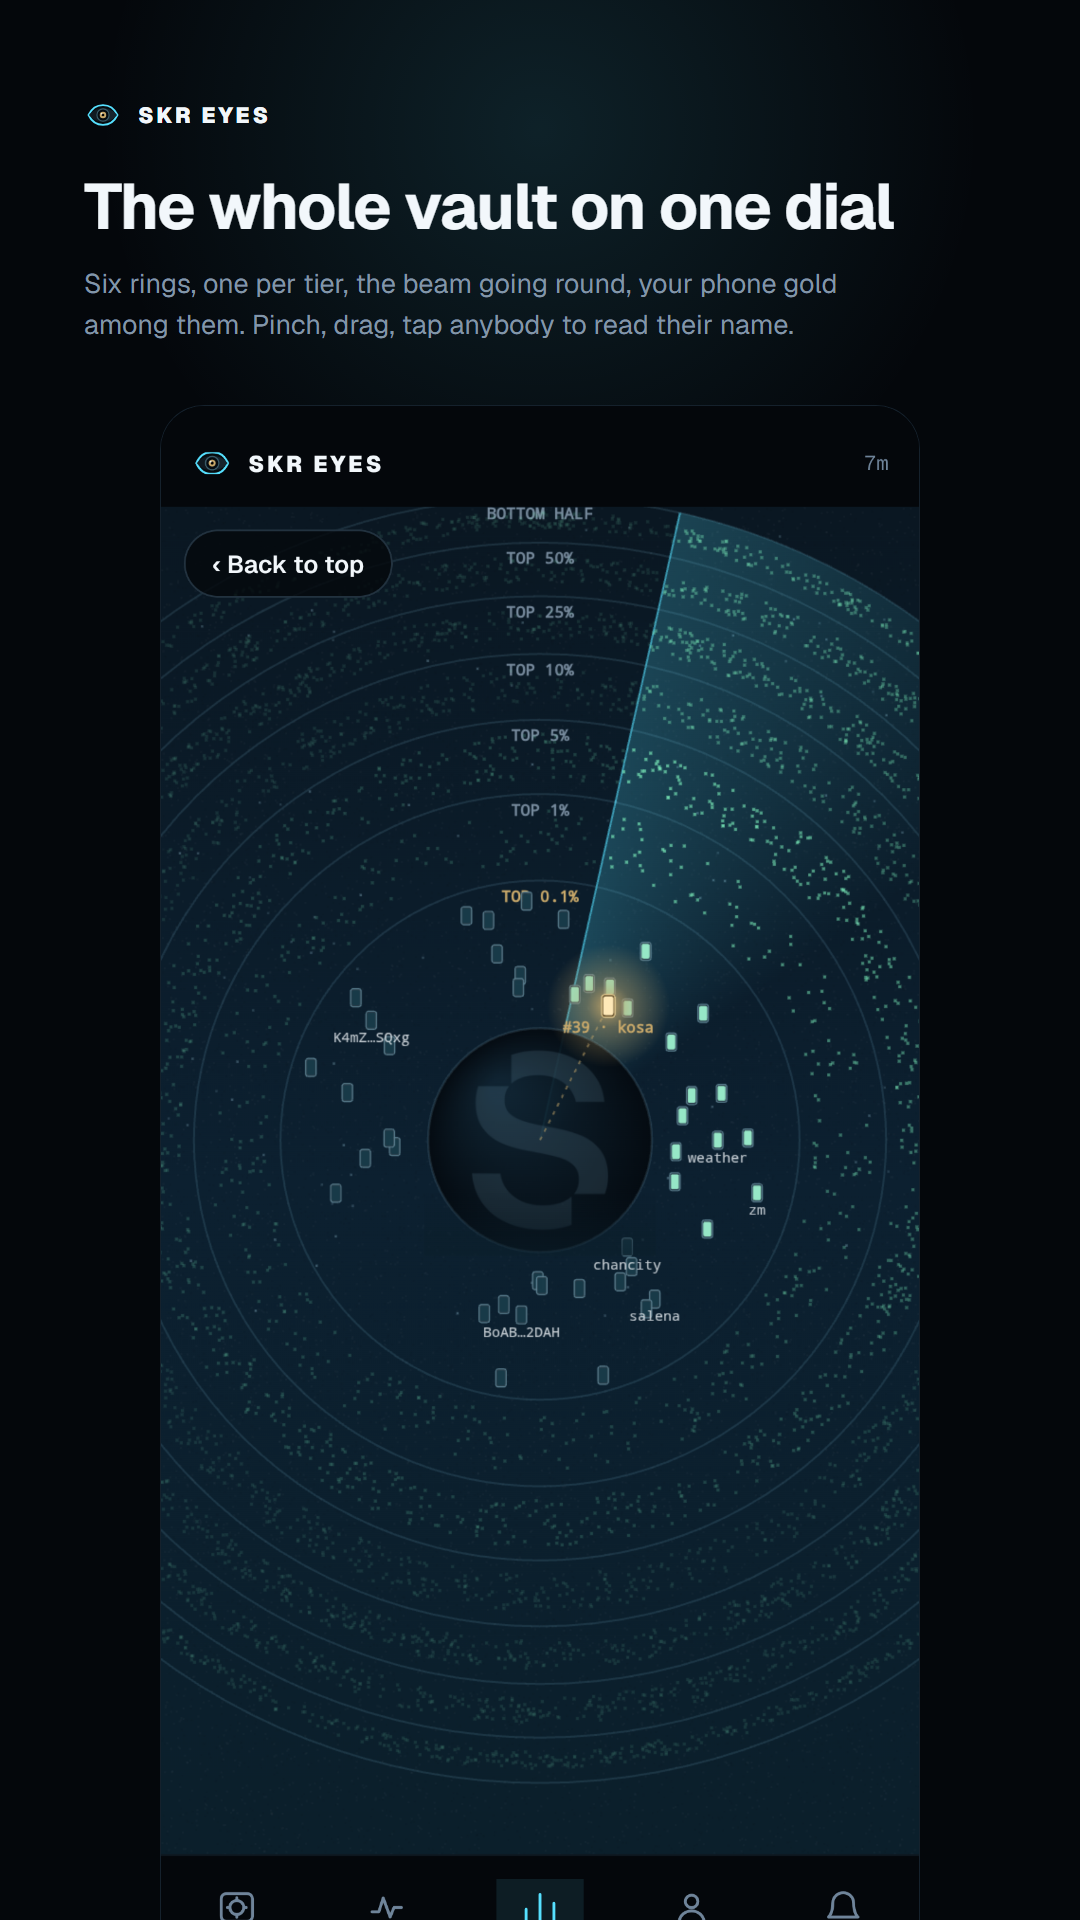 SKR EYES
The whole vault on one dial
Six rings, one per tier, the beam going round, your phone gold
among them. Pinch, drag, tap anybody to read their name.
SKR EYES
7m
BOTTOM HALF
‹ Back to top
TOP 50%
TOP 25%
TOP 10%
TOP 5%
TOP 1%
TOP 0.1%
#39 · kosa
K4mZ…SQxg
weather
zm
chancity
salena
BoAB…2DAH